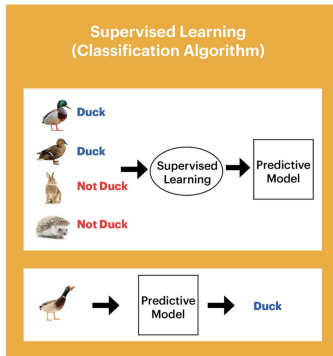 Supervised Learning
(Classification Algorithm)
Duck
Duck
Not Duck
Not Duck
Supervised
Learning
Predictive
Model
Predictive
Model
Duck